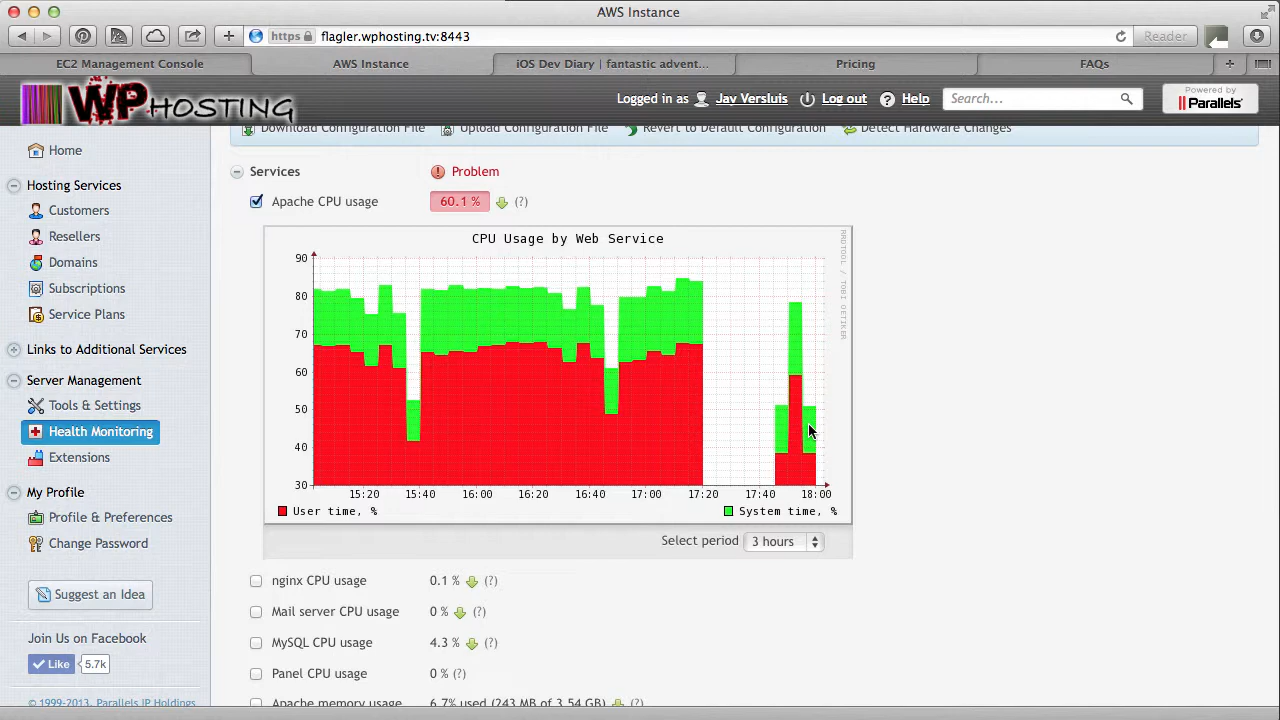 AWS Instance
https flagler.wphosting.tv:8443 Reader
EC2 Management Console AWS Instance iOS Dev Diary | fantastic advent... Pricing FAQs
WPHOSTING Logged in as Jay Versluis Log out Help Search... Powered by Parallels
Download Configuration File Upload Configuration File Revert to Default Configuration Detect Hardware Changes
Home
Hosting Services
Customers
Resellers
Domains
Subscriptions
Service Plans
Links to Additional Services
Server Management
Tools & Settings
Health Monitoring
Extensions
My Profile
Profile & Preferences
Change Password
Suggest an Idea
Join Us on Facebook
Like 5.7k
© 1999-2013. Parallels IP Holdings
Services Problem
Apache CPU usage 60.1 % (?)
CPU Usage by Web Service
RRDTOOL / TOBI OETIKER
90
80
70
60
50
40
30
15:20 15:40 16:00 16:20 16:40 17:00 17:20 17:40 18:00
User time, % System time, %
Select period 3 hours
nginx CPU usage 0.1 % (?)
Mail server CPU usage 0 % (?)
MySQL CPU usage 4.3 % (?)
Panel CPU usage 0 % (?)
Apache memory usage 6.7% used (243 MB of 3.54 GB) (?)